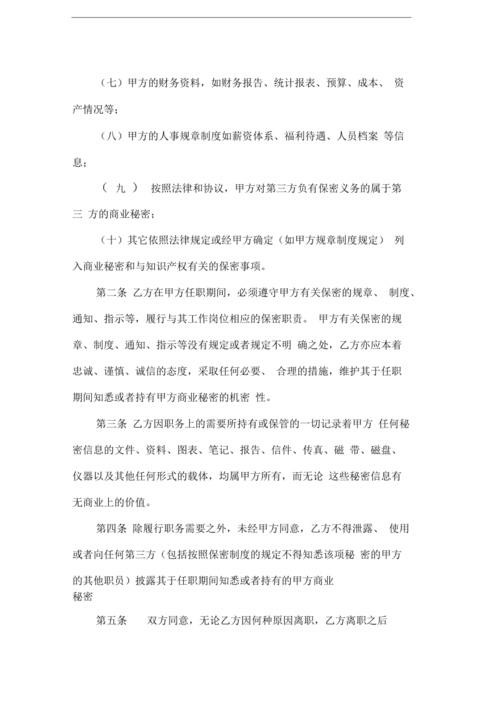 （七）甲方的财务资料，如财务报告、统计报表、预算、成本、 资
产情况等；
（八）甲方的人事规章制度如薪资体系、福利待遇、人员档案 等信
息；
（ 九 ） 按照法律和协议，甲方对第三方负有保密义务的属于第
三 方的商业秘密；
（十）其它依照法律规定或经甲方确定（如甲方规章制度规定） 列
入商业秘密和与知识产权有关的保密事项。
第二条 乙方在甲方任职期间，必须遵守甲方有关保密的规章、 制度、
通知、指示等，履行与其工作岗位相应的保密职责。 甲方有关保密的规
章、制度、通知、指示等没有规定或者规定不明 确之处，乙方亦应本着
忠诚、谨慎、诚信的态度，采取任何必要、 合理的措施，维护其于任职
期间知悉或者持有甲方商业秘密的机密 性。
第三条 乙方因职务上的需要所持有或保管的一切记录着甲方 任何秘
密信息的文件、资料、图表、笔记、报告、信件、传真、磁 带、磁盘、
仪器以及其他任何形式的载体，均属甲方所有，而无论 这些秘密信息有
无商业上的价值。
第四条 除履行职务需要之外，未经甲方同意，乙方不得泄露、 使用
或者向任何第三方（包括按照保密制度的规定不得知悉该项秘 密的甲方
的其他职员）披露其于任职期间知悉或者持有的甲方商业
秘密
第五条 双方同意，无论乙方因何种原因离职，乙方离职之后